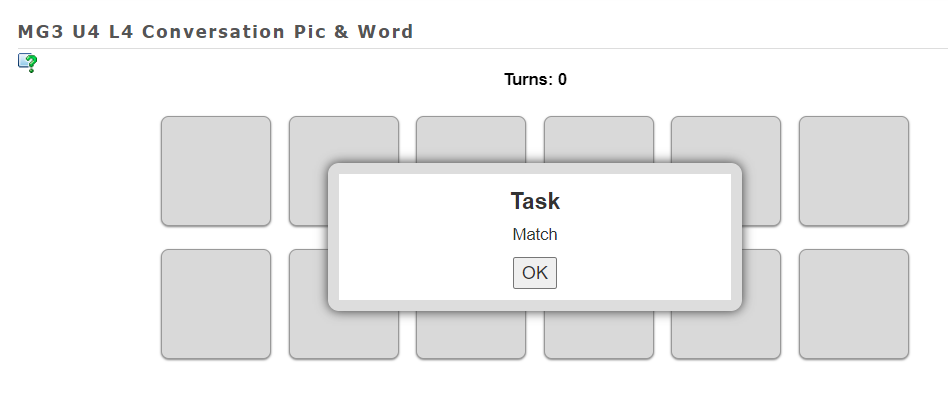 MG3 U4 L4 Conversation Pic & Word
Turns: 0
Task
Match
OK